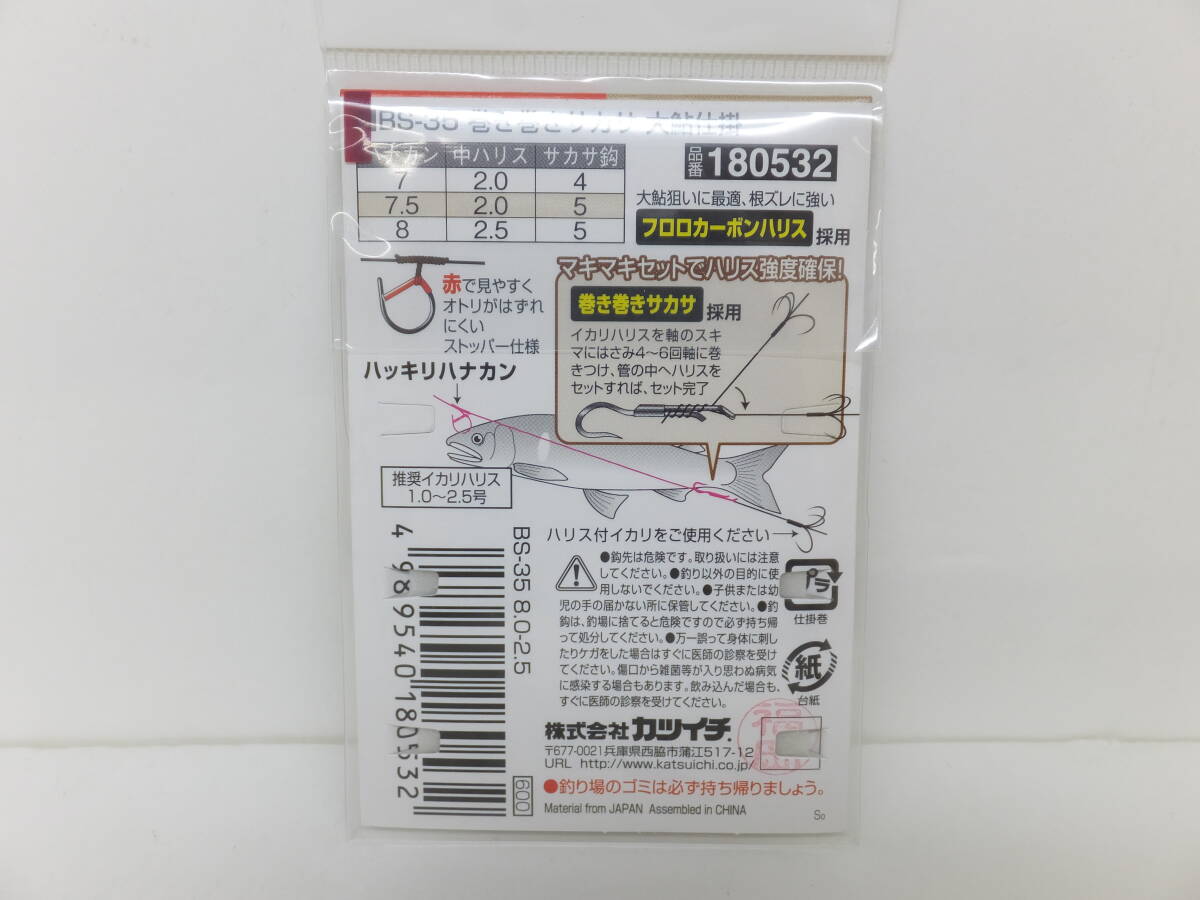 BS-35 巻き巻きサカサ 大鮎仕掛
ハナカン 中ハリス サカサ鈎
7 2.0 4
7.5 2.0 5
8 2.5 5
品番 180532
大鮎狙いに最適、根ズレに強い
フロロカーボンハリス 採用
赤で見やすく
オトリがはずれ
にくい
ストッパー仕様
ハッキリハナカン
マキマキセットでハリス強度確保!
巻き巻きサカサ 採用
イカリハリスを軸のスキ
マにはさみ4〜6回軸に巻
きつけ、管の中へハリスを
セットすれば、セット完了
推奨イカリハリス
1.0〜2.5号
ハリス付イカリをご使用ください
4 989540 180532
BS-35 8.0-2.5
600
●鈎先は危険です。取り扱いには注意
してください。●釣り以外の目的に使
用しないでください。●子供または幼
児の手の届かない所に保管してください。●釣
鈎は、釣場に捨てると危険ですので必ず持ち帰
って処分してください。●万一誤って身体に刺し
たりケガをした場合はすぐに医師の診察を受け
てください。傷口から雑菌等が入り思わぬ病気
に感染する場合もあります。飲み込んだ場合も、
すぐに医師の診察を受けてください。
プラ
仕掛巻
紙
台紙
株式会社 カツイチ
〒677-0021兵庫県西脇市蒲江517-12
URL http://www.katsuichi.co.jp/
●釣り場のゴミは必ず持ち帰りましょう。
Material from JAPAN Assembled in CHINA
So